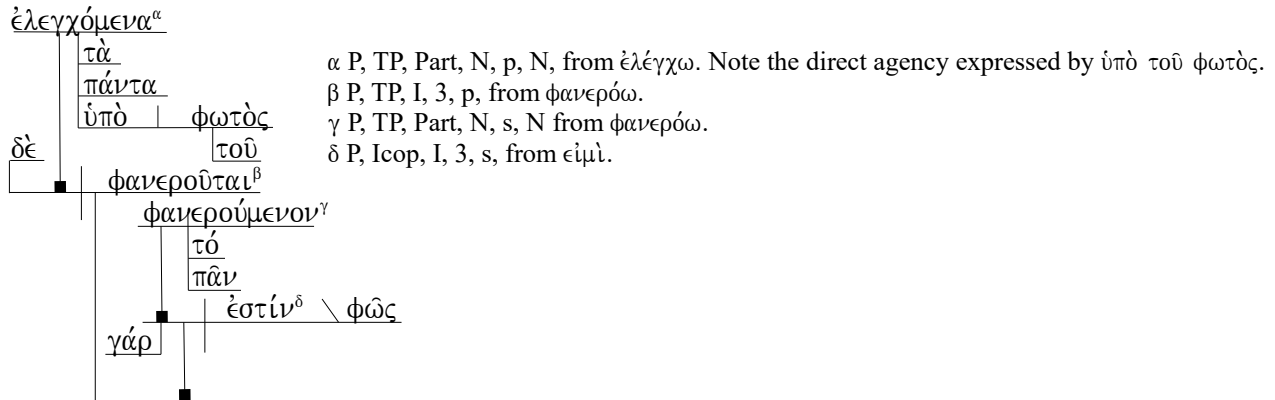 ἐλεγχόμεναᵅ
τὰ
πάντα
ὑπὸ φωτὸς
τοῦ
δὲ
φανεροῦταιᵝ
φανερούμενονᵞ
τό
πᾶν
ἐστίνᵟ φῶς
γάρ
α P, TP, Part, N, p, N, from ἐλέγχω. Note the direct agency expressed by ὑπὸ τοῦ φωτὸς.
β P, TP, I, 3, p, from φανερόω.
γ P, TP, Part, N, s, N from φανερόω.
δ P, Icop, I, 3, s, from εἰμὶ.